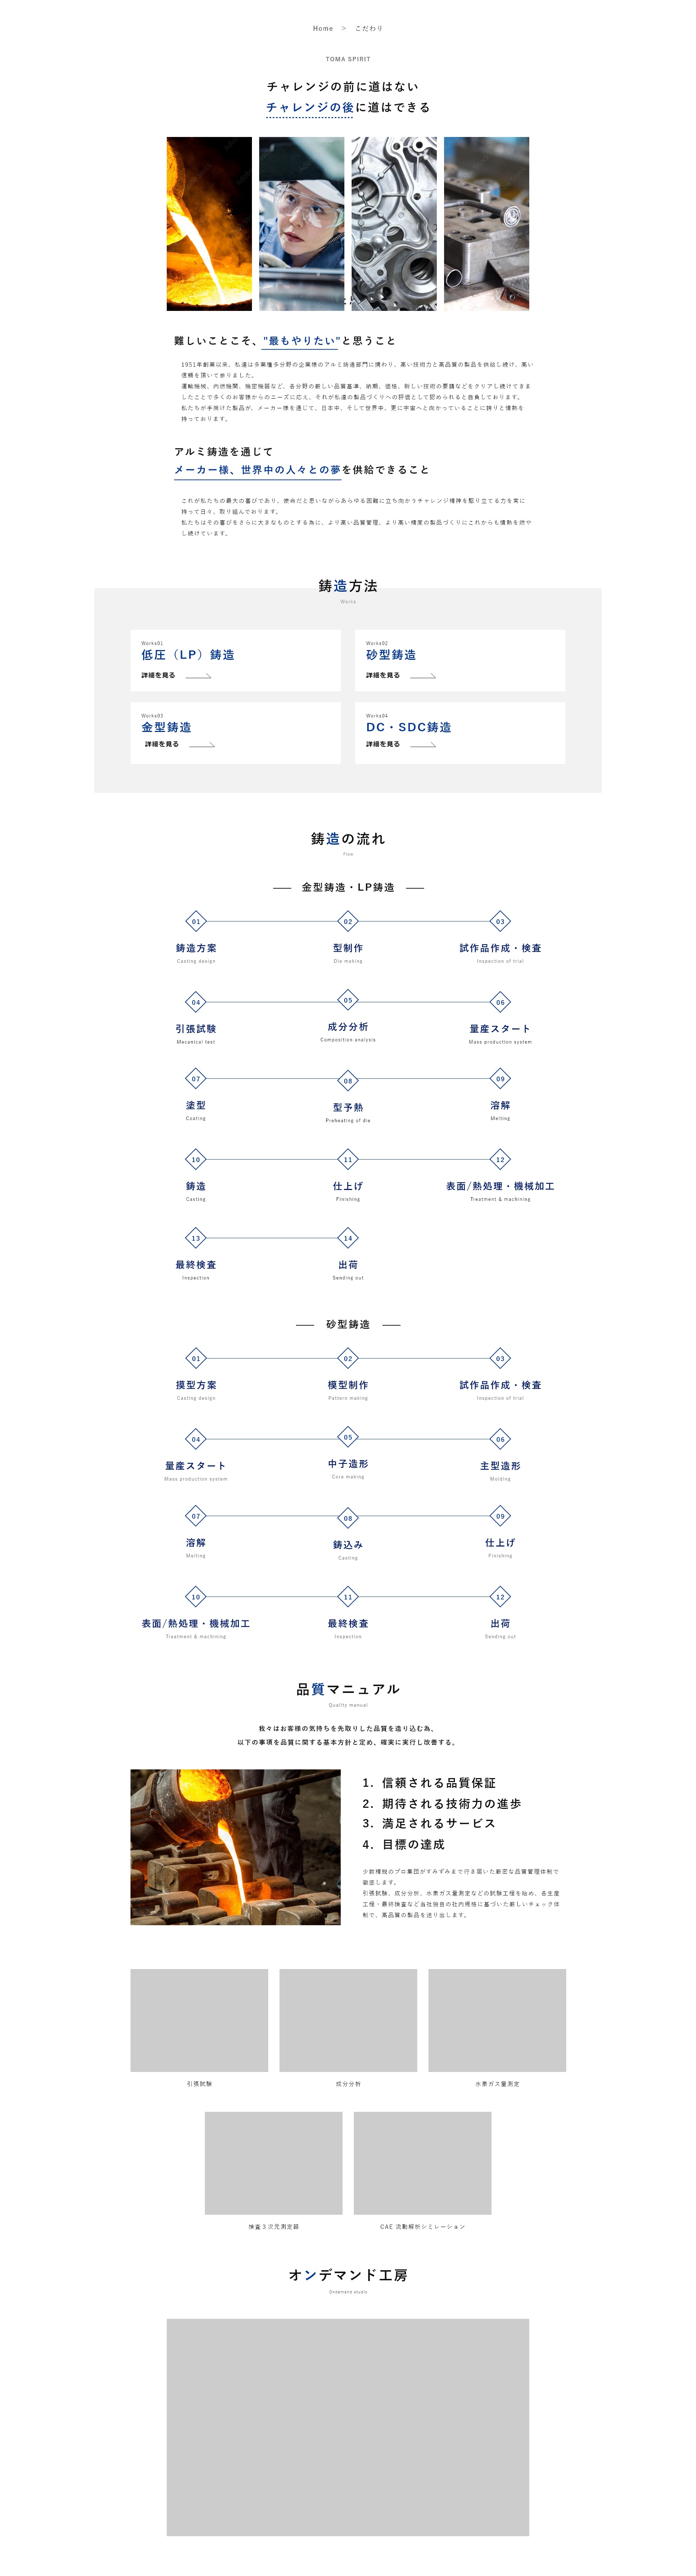 Home　>　こだわり
TOMA SPIRIT
チャレンジの前に道はない
チャレンジの後に道はできる
難しいことこそ、"最もやりたい"と思うこと
1951年創業以来、私達は多業種多分野の企業様のアルミ鋳造部門に携わり、高い技術力と高品質の製品を供給し続け、高い
信頼を頂いて参りました。
運輸機械、内燃機関、精密機器など、各分野の厳しい品質基準、納期、価格、新しい技術の要請などをクリアし続けてきま
したことで多くのお客様からのニーズに応え、それが私達の製品づくりへの評価として認められると自負しております。
私たちが手掛けた製品が、メーカー様を通じて、日本中、そして世界中、更に宇宙へと向かっていることに誇りと情熱を
持っております。
アルミ鋳造を通じて
メーカー様、世界中の人々との夢を供給できること
これが私たちの最大の喜びであり、使命だと思いながらあらゆる困難に立ち向かうチャレンジ精神を駆り立てる力を実に
持って日々、取り組んでおります。
私たちはその喜びをさらに大きなものとする為に、より高い品質管理、より高い精度の製品づくりにこれからも情熱を燃や
し続けています。
鋳造方法
Works
Works01
低圧（LP）鋳造
詳細を見る
Works02
砂型鋳造
詳細を見る
Works03
金型鋳造
詳細を見る
Works04
DC・SDC鋳造
詳細を見る
鋳造の流れ
Flow
金型鋳造・LP鋳造
01
02
03
鋳造方案
型制作
試作品作成・検査
Casting design
Die making
Inspection of trial
04
05
06
引張試験
成分分析
量産スタート
Mecanical test
Composition analysis
Mass production system
07
08
09
塗型
型予熱
溶解
Coating
Preheating of die
Melting
10
11
12
鋳造
仕上げ
表面/熱処理・機械加工
Casting
Finishing
Treatment & machining
13
14
最終検査
出荷
Inspection
Sending out
砂型鋳造
01
02
03
摸型方案
模型制作
試作品作成・検査
Casting design
Pattern making
Inspection of trial
04
05
06
量産スタート
中子造形
主型造形
Mass production system
Core making
Molding
07
08
09
溶解
鋳込み
仕上げ
Melting
Casting
Finishing
10
11
12
表面/熱処理・機械加工
最終検査
出荷
Treatment & machining
Inspection
Sending out
品質マニュアル
Quality manual
我々はお客様の気持ちを先取りした品質を造り込む為、
以下の事項を品質に関する基本方針と定め、確実に実行し改善する。
1. 信頼される品質保証
2. 期待される技術力の進歩
3. 満足されるサービス
4. 目標の達成
少数精鋭のプロ集団がすみずみまで行き届いた厳密な品質管理体制で
徹底します。
引張試験、成分分析、水素ガス量測定などの試験工程を始め、各生産
工程・最終検査など当社独自の社内規格に基づいた厳しいチェック体
制で、高品質の製品を送り出します。
引張試験
成分分析
水素ガス量測定
検査３次元測定器
CAE 流動解析シミレーション
オンデマンド工房
Ondemand studio